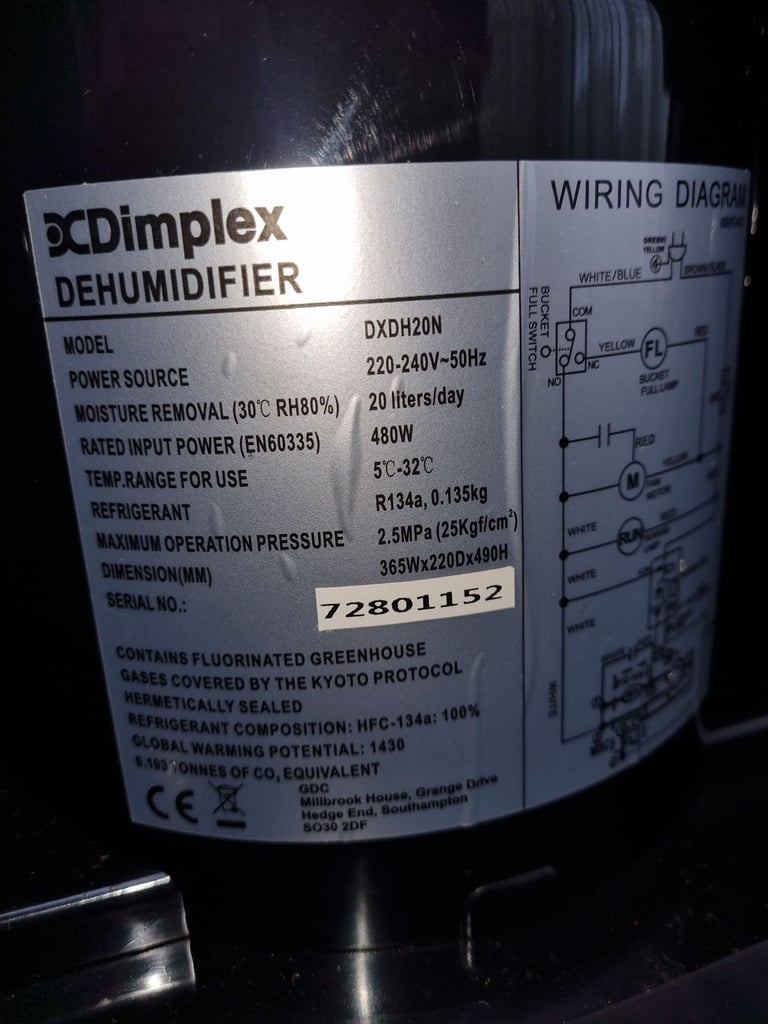 Dimplex
DEHUMIDIFIER
MODEL DXDH20N
POWER SOURCE 220-240V~50Hz
MOISTURE REMOVAL (30℃ RH80%) 20 liters/day
RATED INPUT POWER (EN60335) 480W
TEMP.RANGE FOR USE 5℃-32℃
REFRIGERANT R134a, 0.135kg
MAXIMUM OPERATION PRESSURE 2.5MPa (25Kgf/cm²)
DIMENSION(MM) 365Wx220Dx490H
SERIAL NO.: 72801152
CONTAINS FLUORINATED GREENHOUSE
GASES COVERED BY THE KYOTO PROTOCOL
HERMETICALLY SEALED
REFRIGERANT COMPOSITION: HFC-134a: 100%
GLOBAL WARMING POTENTIAL: 1430
0.193 TONNES OF CO₂ EQUIVALENT
CE
GDC
Millbrook House, Grange Drive
Hedge End, Southampton
SO30 2DF
WIRING DIAGRAM
GREEN/
YELLOW
WHITE/BLUE
BUCKET
FULL SWITCH
COM
NO
NC
YELLOW
FL
RED
BUCKET
FULL LAMP
RED
YELLOW
M
FAN
MOTOR
WHITE
RUN
RED
WHITE
WHITE
WHITE